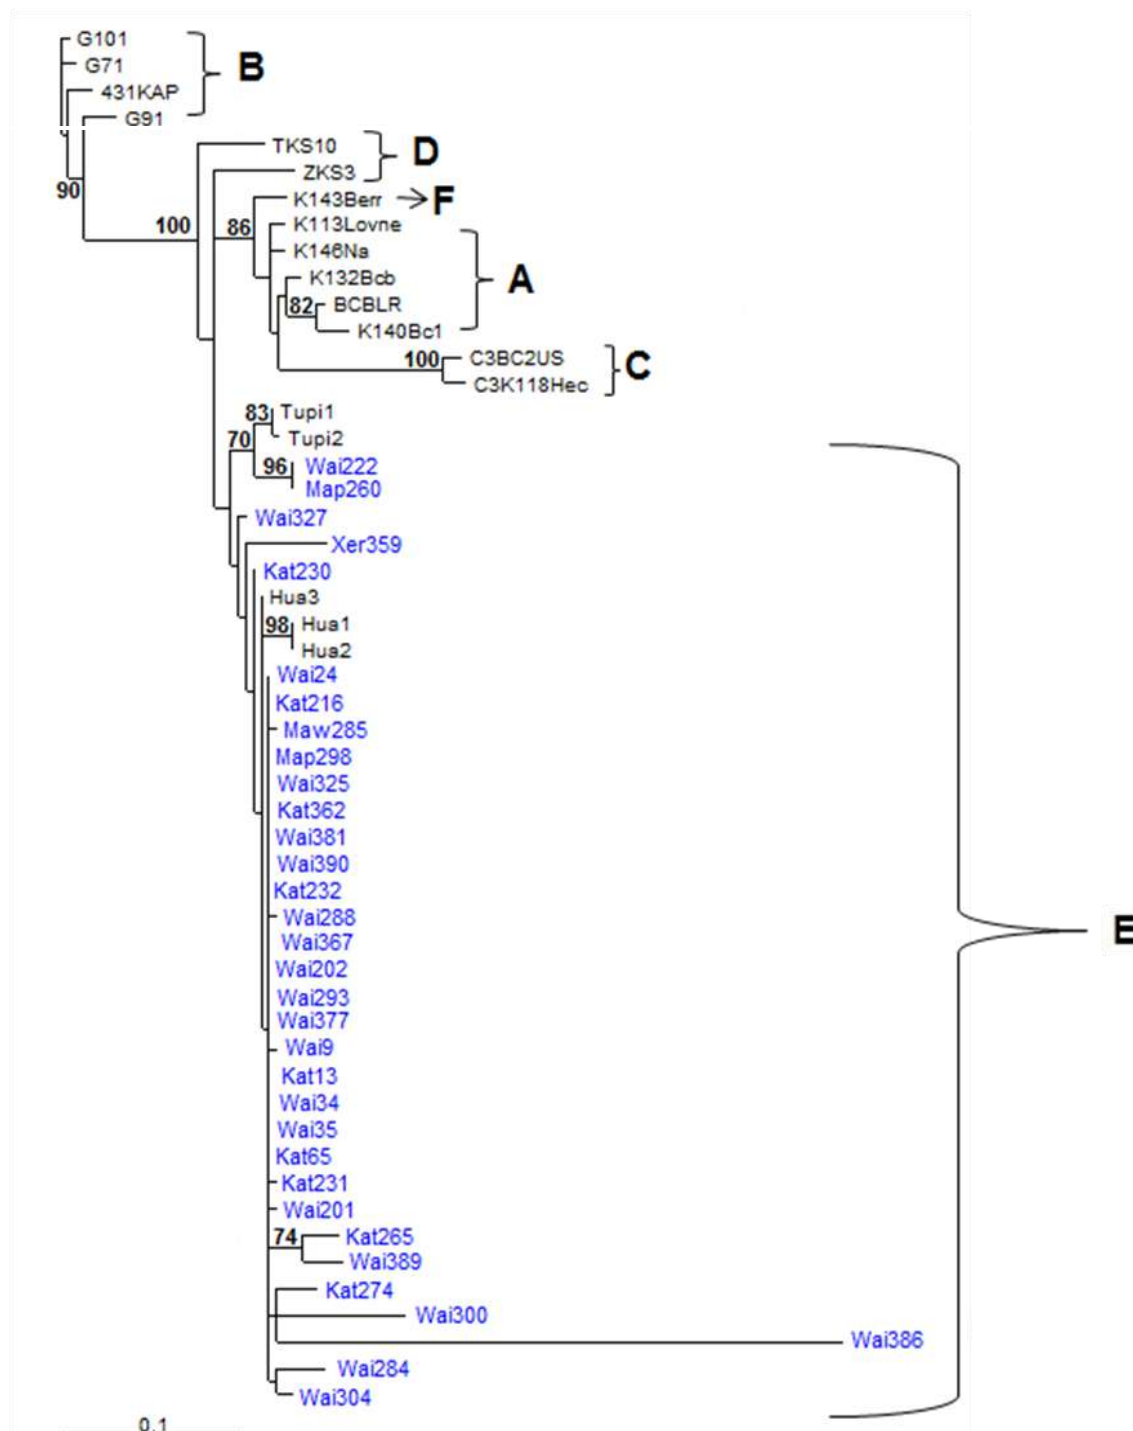 G101
G71
B
431KAP
G91
TKS10
D
ZKS3
90
K143Berr
F
100
86
K113Lovne
K146Na
A
K132Bcb
82
BCBLR
K140Bc1
100
C3BC2US
C
C3K118Hec
83
Tupi1
70
Tupi2
96
Wai222
Map260
Wai327
Xer359
Kat230
Hua3
98
Hua1
Hua2
Wai24
Kat216
Maw285
Map298
Wai325
Kat362
Wai381
Wai390
Kat232
Wai288
E
Wai367
Wai202
Wai293
Wai377
Wai9
Kat13
Wai34
Wai35
Kat65
Kat231
Wai201
74
Kat265
Wai389
Kat274
Wai300
Wai386
Wai284
Wai304
0.1